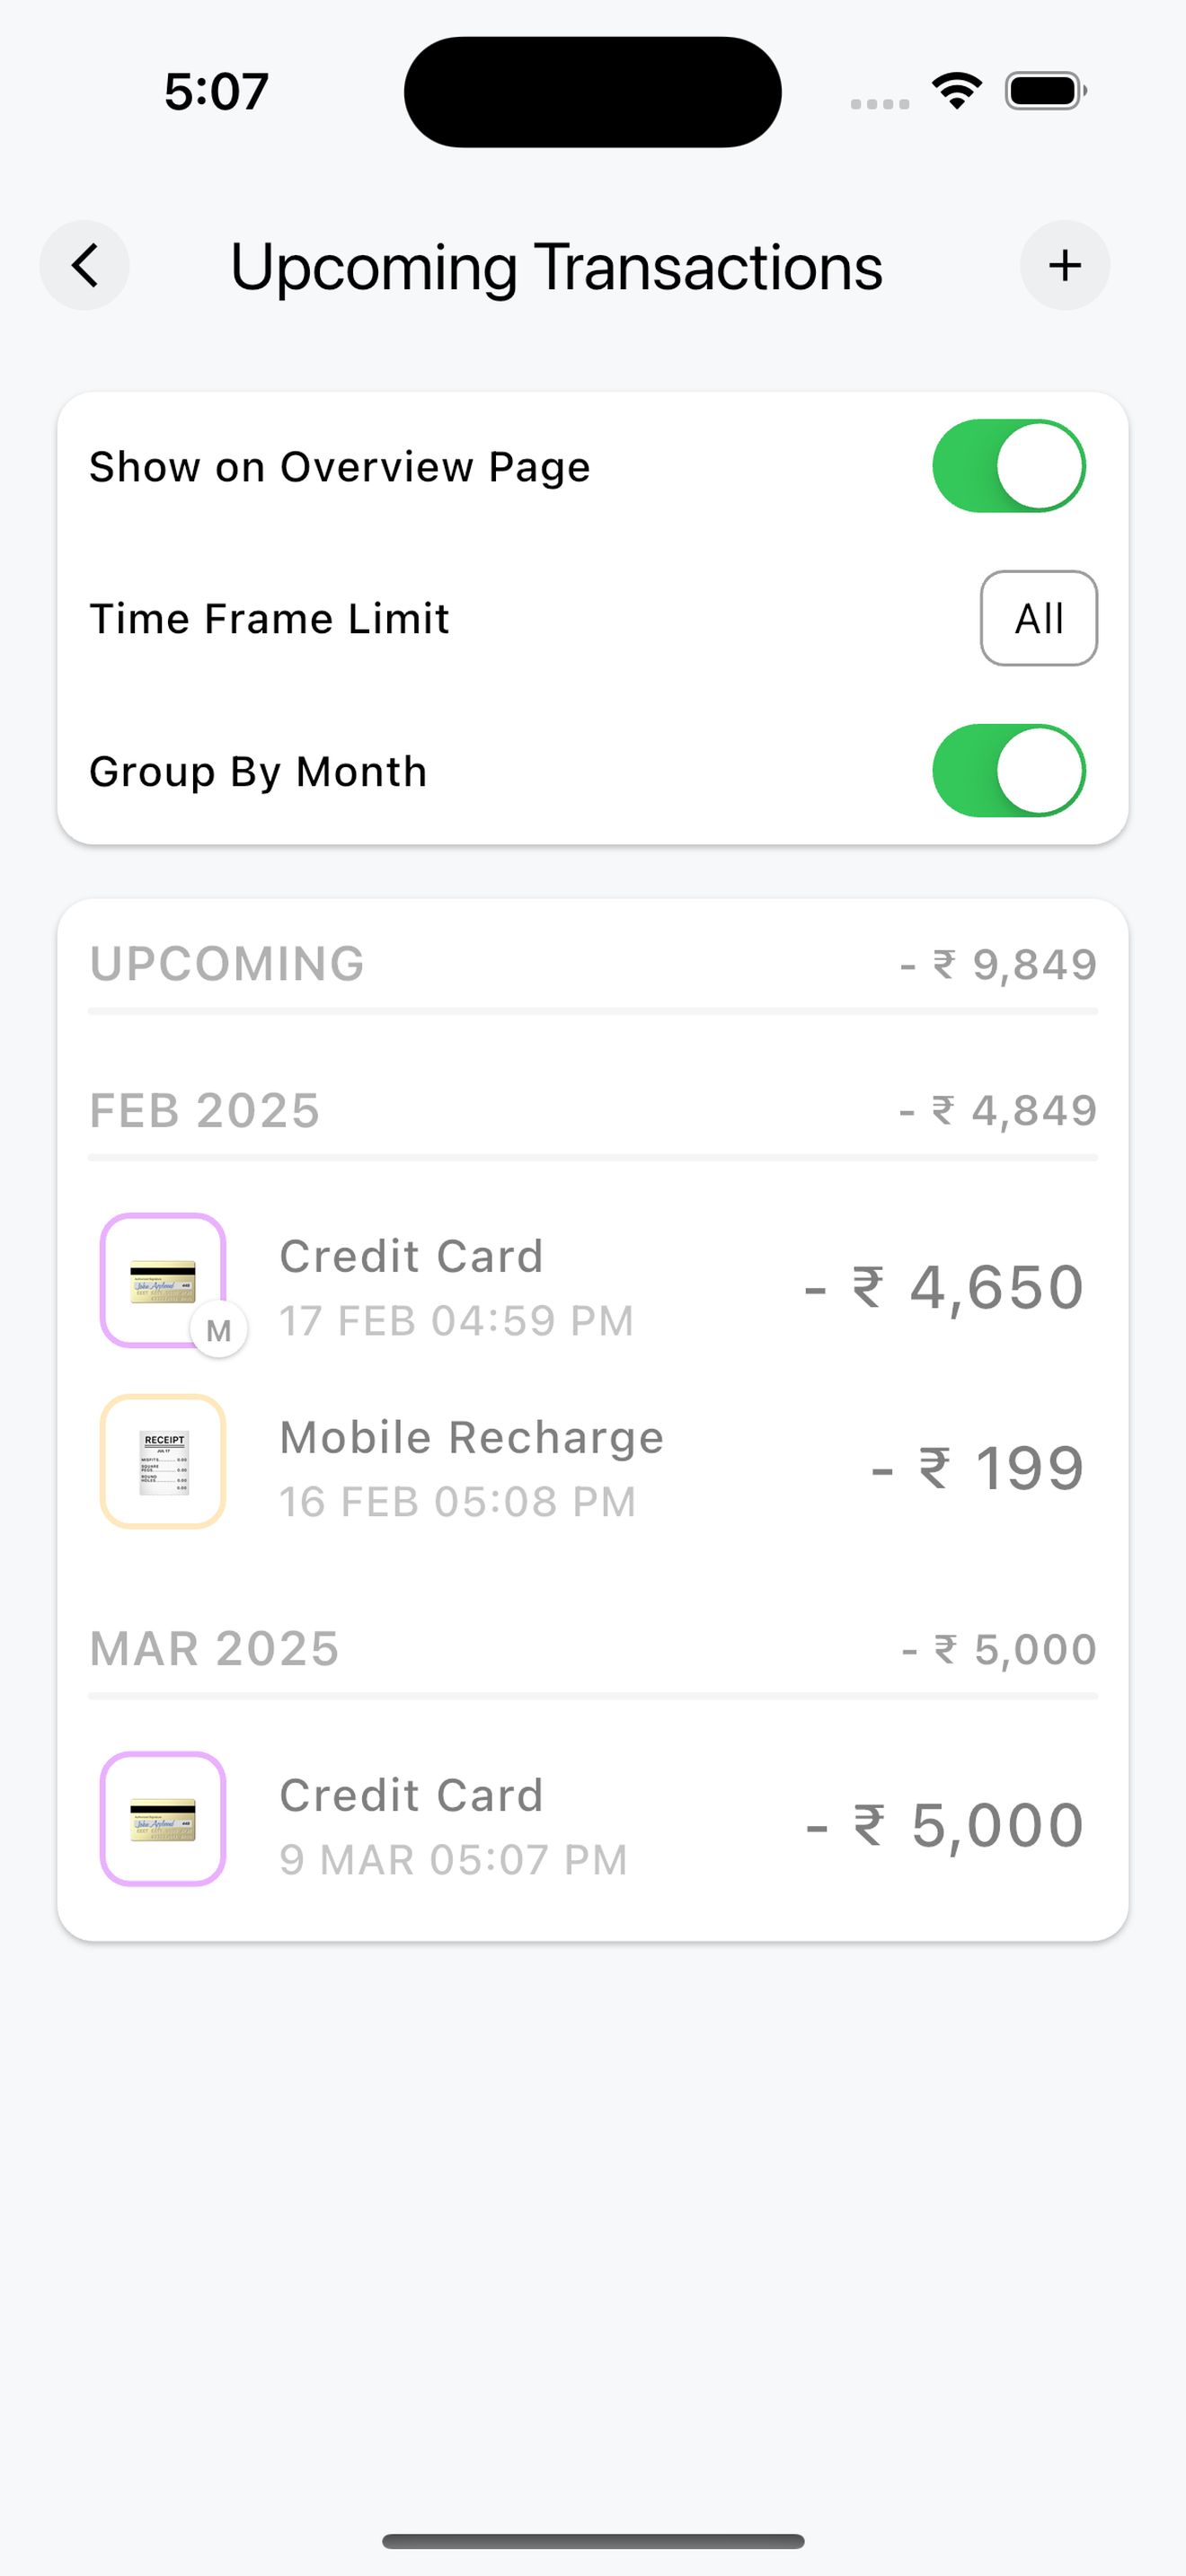 5:07
Upcoming Transactions
Show on Overview Page
Time Frame Limit
All
Group By Month
UPCOMING - ₹ 9,849
FEB 2025 - ₹ 4,849
Credit Card
17 FEB 04:59 PM
- ₹ 4,650
M
Mobile Recharge
16 FEB 05:08 PM
- ₹ 199
RECEIPT
MAR 2025 - ₹ 5,000
Credit Card
9 MAR 05:07 PM
- ₹ 5,000